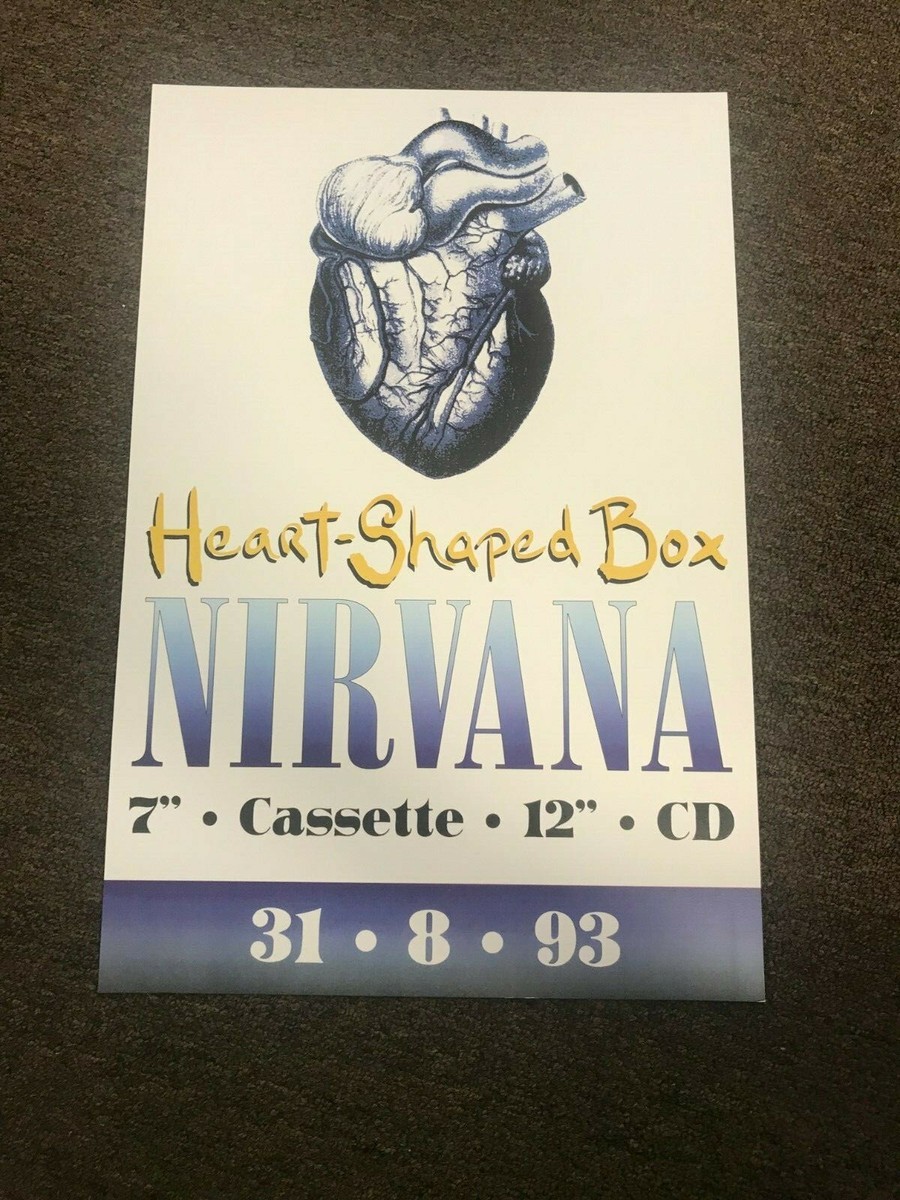 Heart-Shaped Box
NIRVANA
7” • Cassette • 12” • CD
31 • 8 • 93